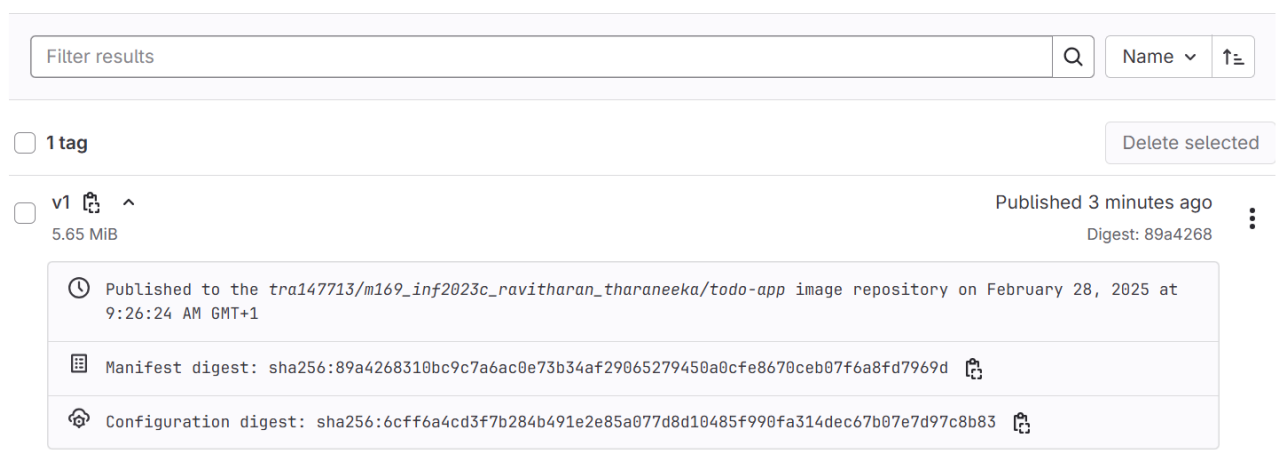 Filter results
Name
1 tag
Delete selected
v1
Published 3 minutes ago
5.65 MiB
Digest: 89a4268
Published to the tra147713/m169_inf2023c_ravitharan_tharaneeka/todo-app image repository on February 28, 2025 at
9:26:24 AM GMT+1
Manifest digest: sha256:89a4268310bc9c7a6ac0e73b34af29065279450a0cfe8670ceb07f6a8fd7969d
Configuration digest: sha256:6cff6a4cd3f7b284b491e2e85a077d8d10485f990fa314dec67b07e7d97c8b83